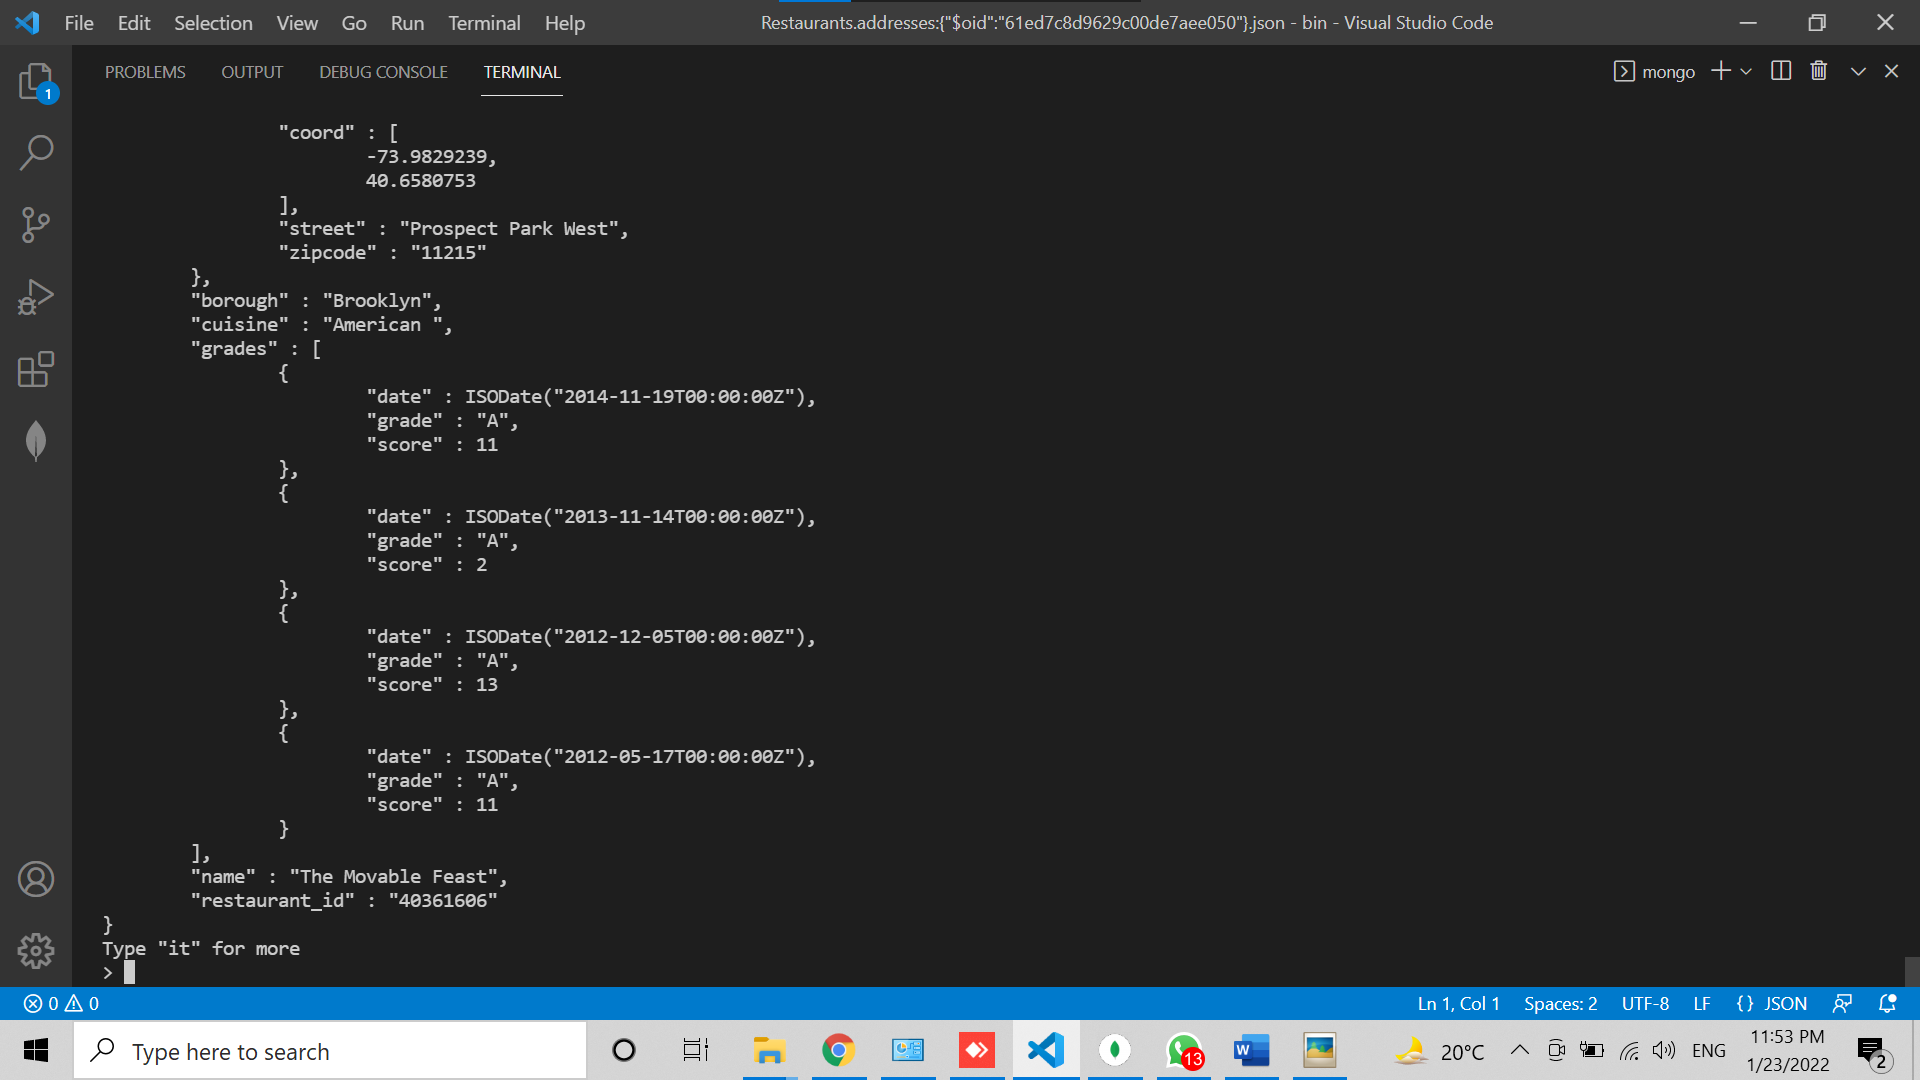 File Edit Selection View Go Run Terminal Help
Restaurants.addresses:{"$oid":"61ed7c8d9629c00de7aee050"}.json - bin - Visual Studio Code
1
PROBLEMS OUTPUT DEBUG CONSOLE TERMINAL
mongo
"coord" : [
-73.9829239,
40.6580753
],
"street" : "Prospect Park West",
"zipcode" : "11215"
},
"borough" : "Brooklyn",
"cuisine" : "American ",
"grades" : [
{
"date" : ISODate("2014-11-19T00:00:00Z"),
"grade" : "A",
"score" : 11
},
{
"date" : ISODate("2013-11-14T00:00:00Z"),
"grade" : "A",
"score" : 2
},
{
"date" : ISODate("2012-12-05T00:00:00Z"),
"grade" : "A",
"score" : 13
},
{
"date" : ISODate("2012-05-17T00:00:00Z"),
"grade" : "A",
"score" : 11
}
],
"name" : "The Movable Feast",
"restaurant_id" : "40361606"
}
Type "it" for more
>
0 0
Ln 1, Col 1 Spaces: 2 UTF-8 LF {} JSON
Type here to search
W
13
20°C
ENG
11:53 PM
1/23/2022
2